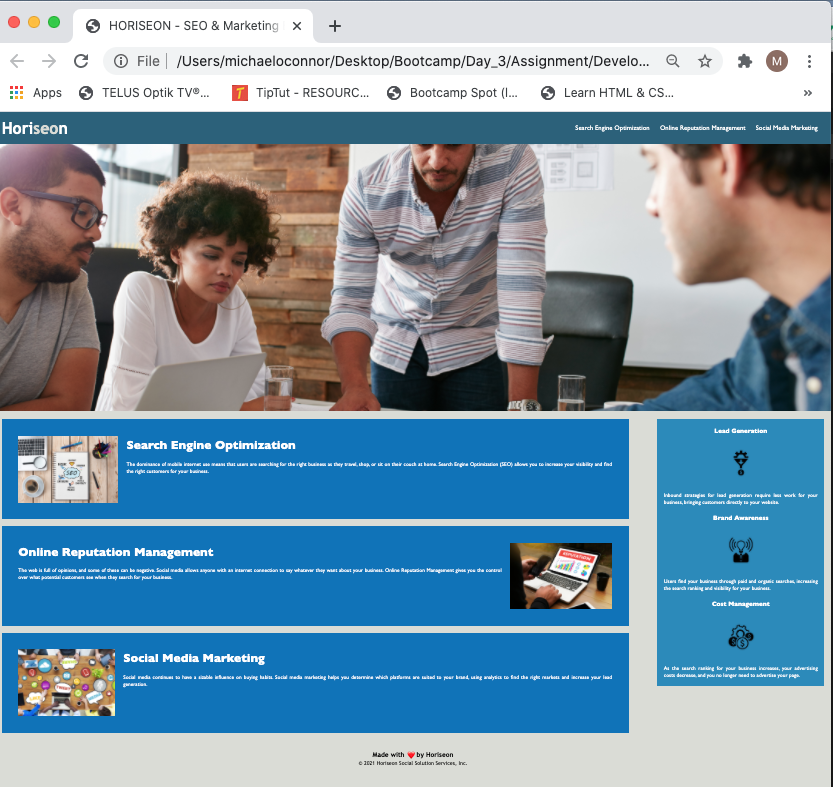 HORISEON - SEO & Marketing
File
/Users/michaeloconnor/Desktop/Bootcamp/Day_3/Assignment/Develo...
M
Apps
TELUS Optik TV®...
TipTut - RESOURC...
Bootcamp Spot (I...
Learn HTML & CS...
»
Horiseon
Search Engine Optimization
Online Reputation Management
Social Media Marketing
Search Engine Optimization
The dominance of mobile internet use means that users are searching for the right business as they travel, shop, or sit on their couch at home. Search Engine Optimization (SEO) allows you to increase your visibility and find
the right customers for your business.
SEO
Online Reputation Management
The web is full of opinions, and some of these can be negative. Social media allows anyone with an internet connection to say whatever they want about your business. Online Reputation Management gives you the control
over what potential customers see when they search for your business.
REPUTATION
Social Media Marketing
Social media continues to have a sizable influence on buying habits. Social media marketing helps you determine which platforms are suited to your brand, using analytics to find the right markets and increase your lead
generation.
Lead Generation
Inbound strategies for lead generation require less work for your
business, bringing customers directly to your website.
Brand Awareness
Users find your business through paid and organic searches, increasing
the search ranking and visibility for your business.
Cost Management
As the search ranking for your business increases, your advertising
costs decrease, and you no longer need to advertise your page.
Made with ❤️ by Horiseon
© 2021 Horiseon Social Solution Services, Inc.